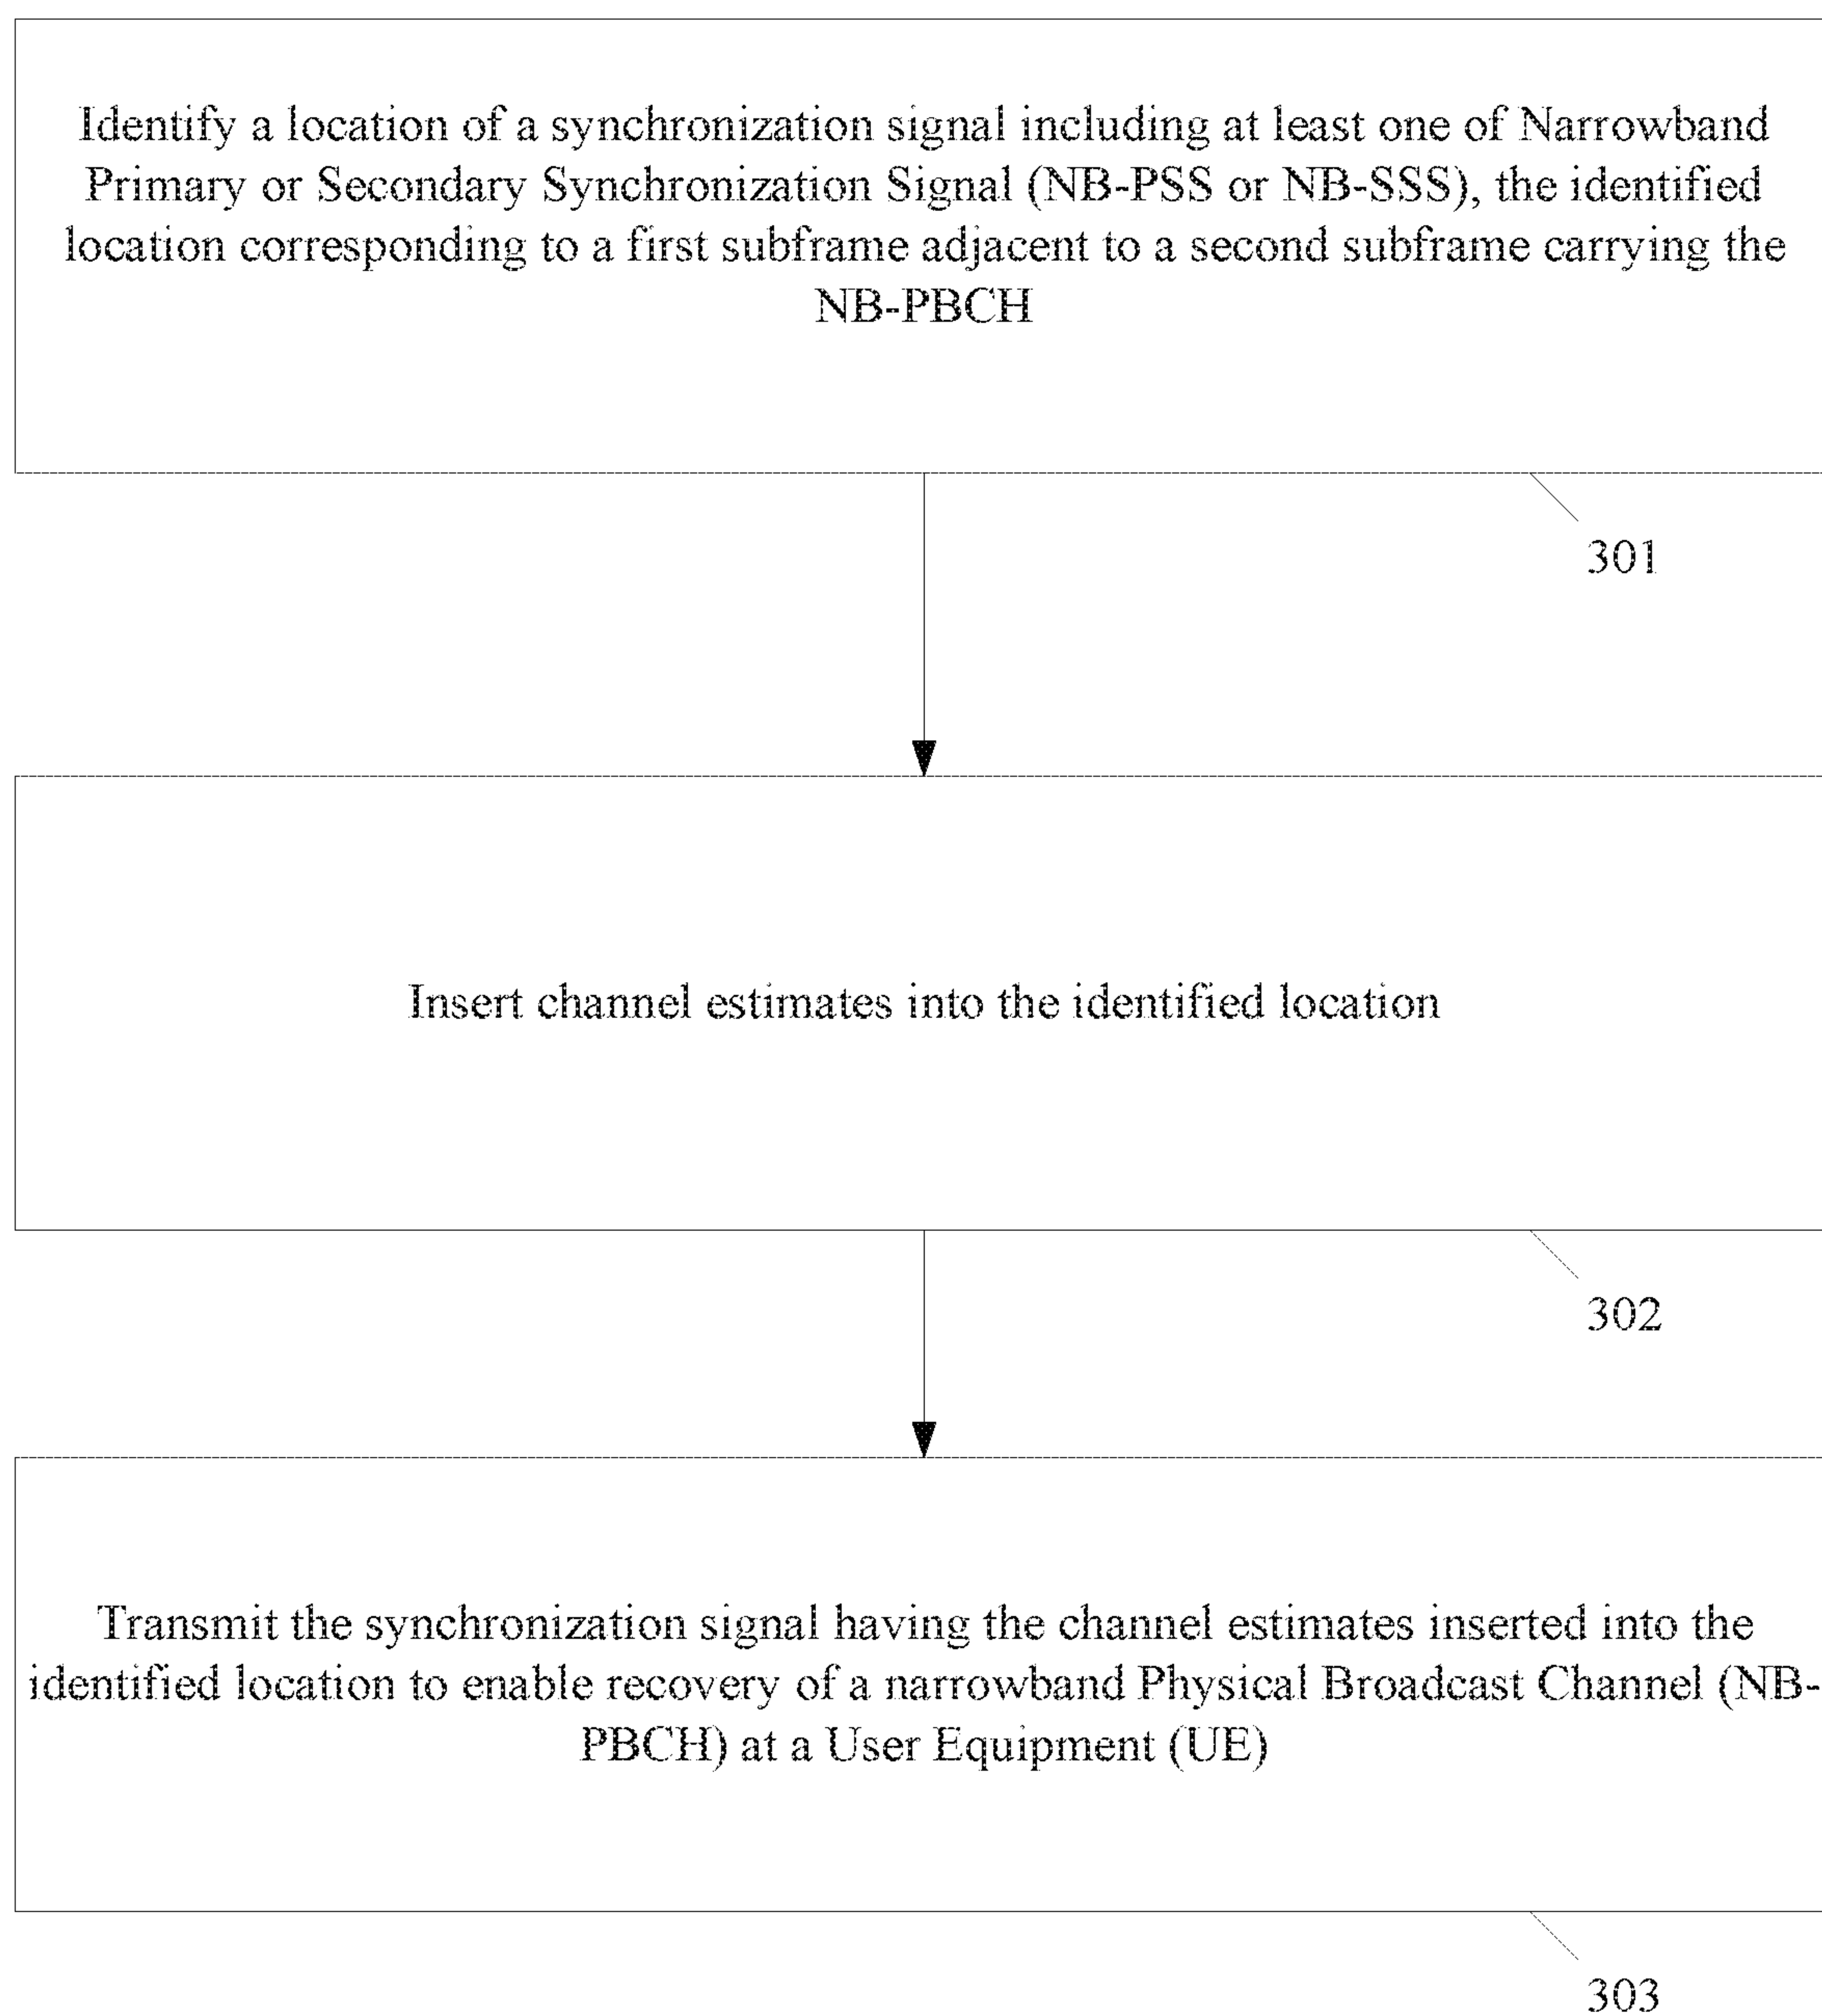 Identify a location of a synchronization signal including at least one of Narrowband
Primary or Secondary Synchronization Signal (NB-PSS or NB-SSS), the identified
location corresponding to a first subframe adjacent to a second subframe carrying the
NB-PBCH
301
Insert channel estimates into the identified location
302
Transmit the synchronization signal having the channel estimates inserted into the
identified location to enable recovery of a narrowband Physical Broadcast Channel (NB-
PBCH) at a User Equipment (UE)
303